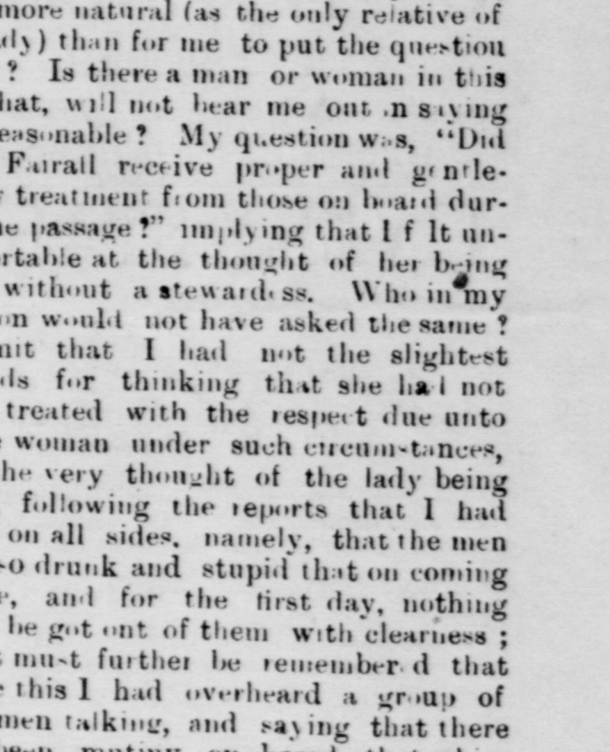 more natural (as the only relative of
dy) than for me to put the question
? Is there a man or woman in this
hat, will not bear me out in saying
easonable? My question was, "Did
Fairall receive proper and gentle-
treatment from those on board dur-
e passage?" implying that I felt un-
rtable at the thought of her being
without a stewardess. Who in my
on would not have asked the same?
mit that I had not the slightest
ds for thinking that she had not
treated with the respect due unto
woman under such circumstances,
he very thought of the lady being
following the reports that I had
on all sides, namely, that the men
so drunk and stupid that on coming
, and for the first day, nothing
be got out of them with clearness;
must further be remembered that
this I had overheard a group of
men talking, and saying that there
been mutiny on board